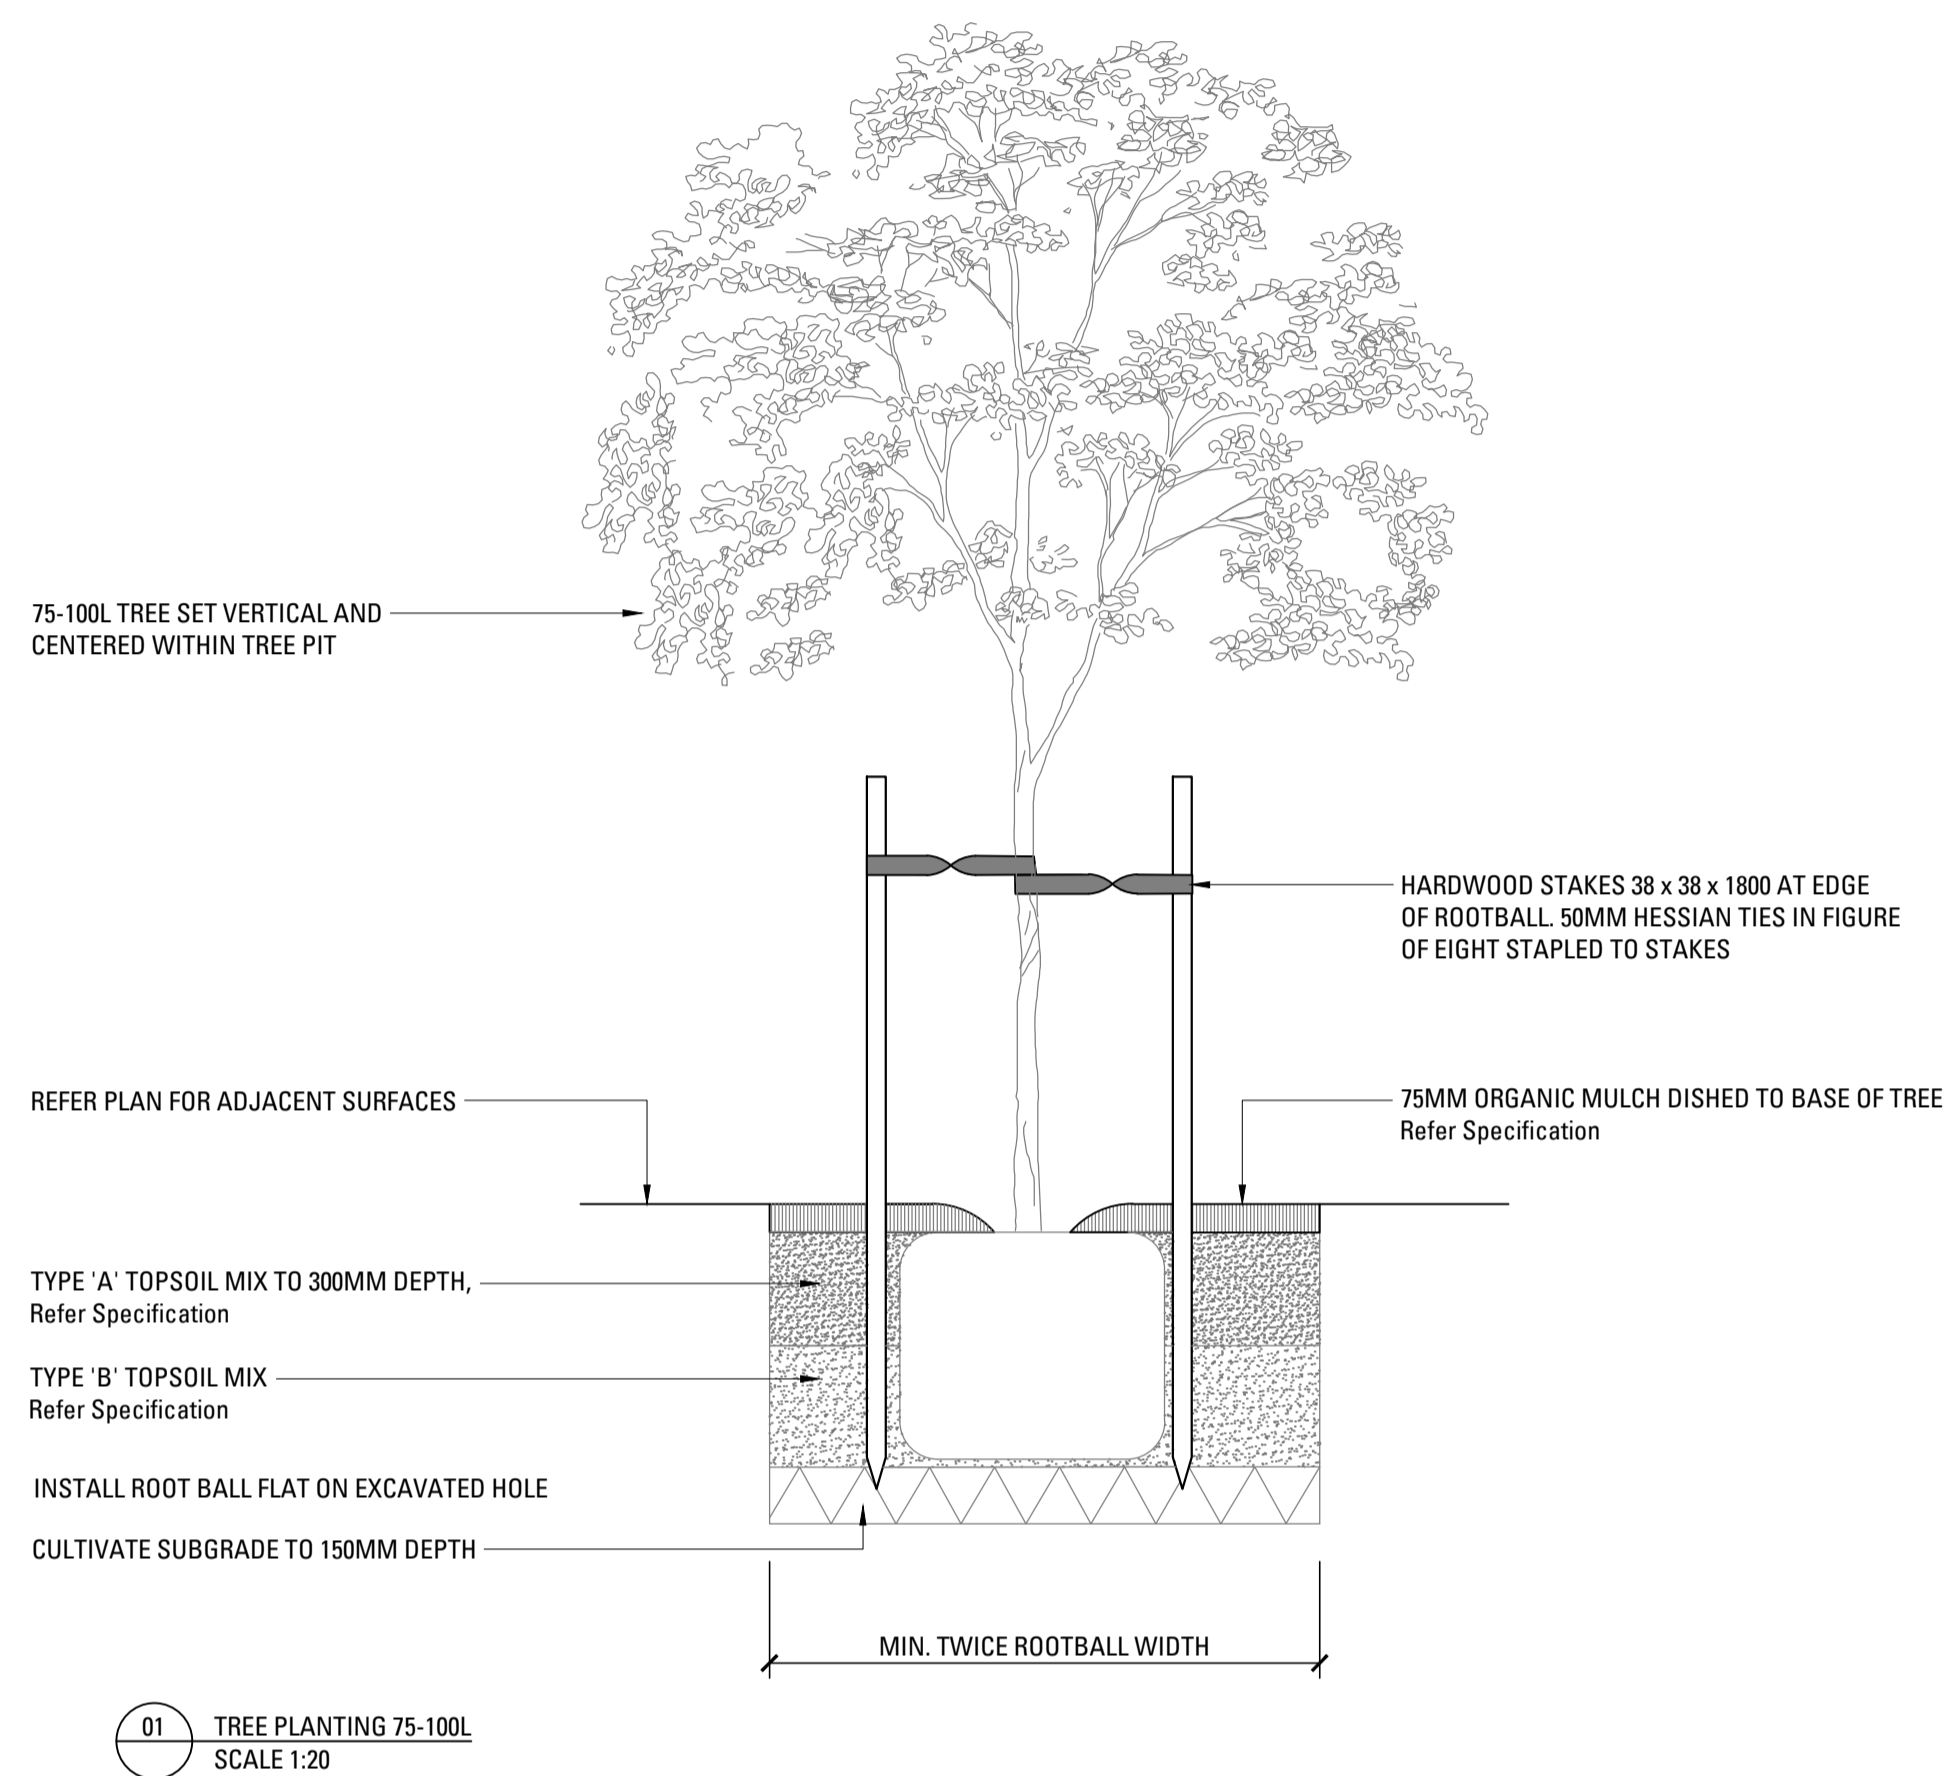 75-100L TREE SET VERTICAL AND
CENTERED WITHIN TREE PIT
HARDWOOD STAKES 38 x 38 x 1800 AT EDGE
OF ROOTBALL. 50MM HESSIAN TIES IN FIGURE
OF EIGHT STAPLED TO STAKES
REFER PLAN FOR ADJACENT SURFACES
75MM ORGANIC MULCH DISHED TO BASE OF TREE
Refer Specification
TYPE 'A' TOPSOIL MIX TO 300MM DEPTH,
Refer Specification
TYPE 'B' TOPSOIL MIX
Refer Specification
INSTALL ROOT BALL FLAT ON EXCAVATED HOLE
CULTIVATE SUBGRADE TO 150MM DEPTH
MIN. TWICE ROOTBALL WIDTH
01 TREE PLANTING 75-100L
SCALE 1:20